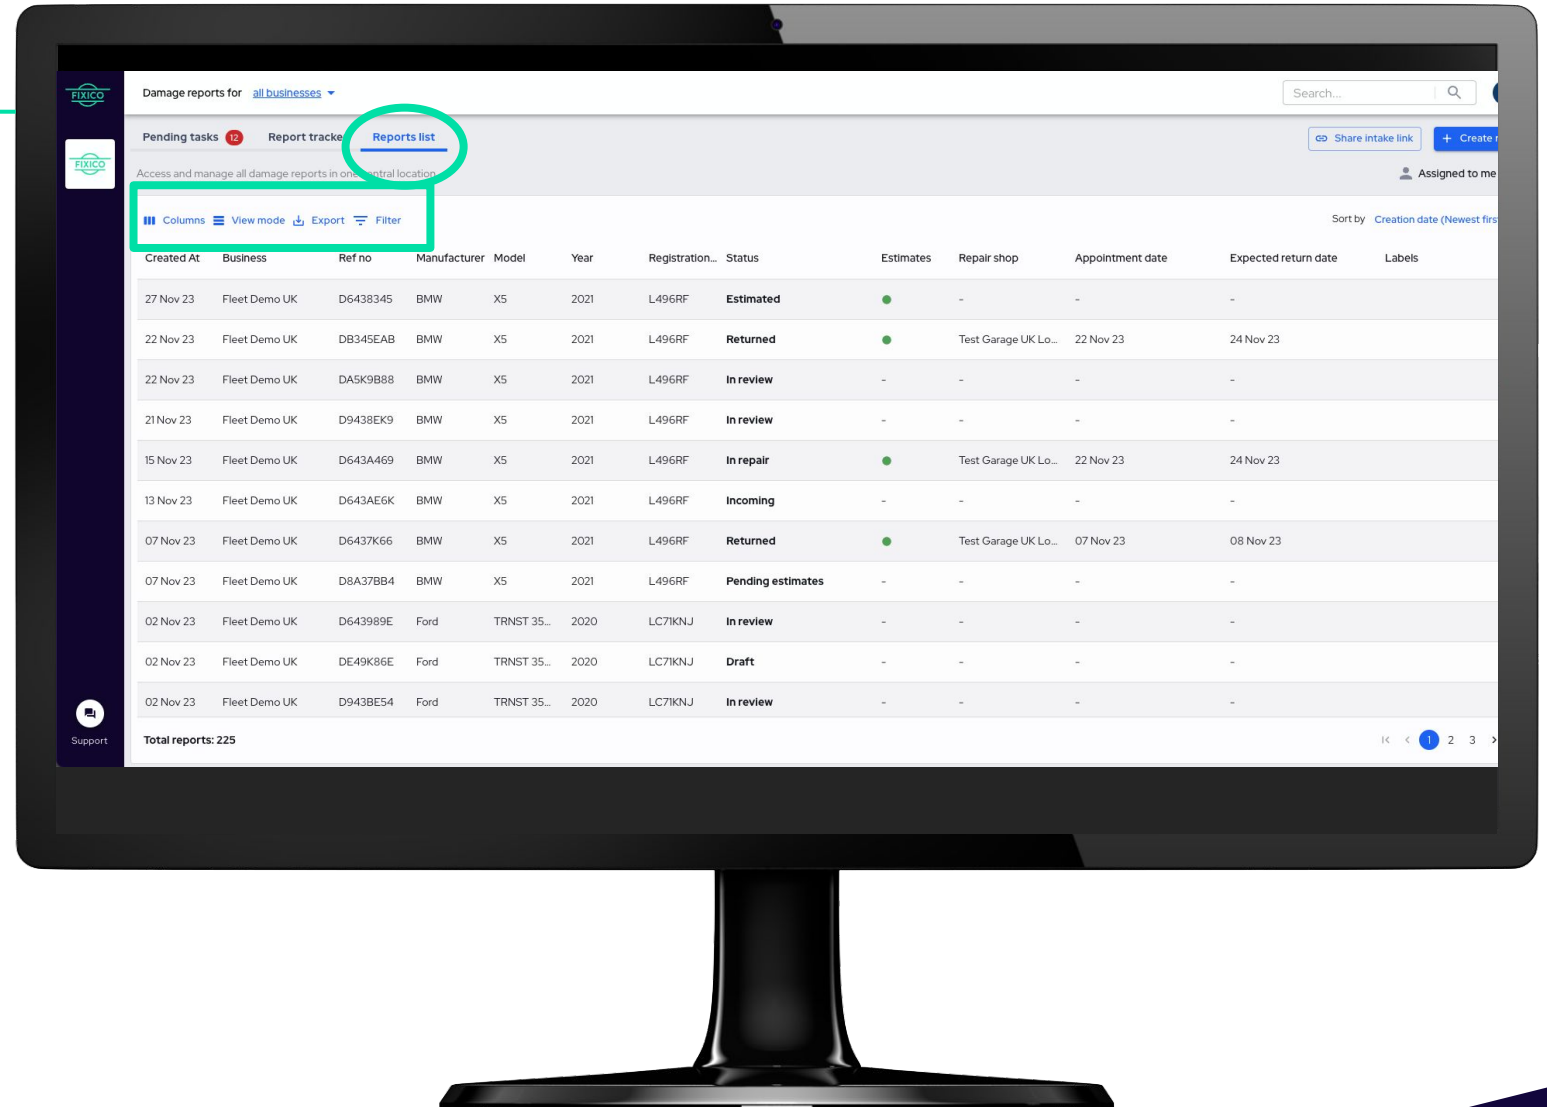 FIXICO
Damage reports for all businesses
Search...
Pending tasks 12 Report tracker Reports list
Share intake link + Create
FIXICO
Access and manage all damage reports in one central location
Assigned to me
Columns View mode Export Filter
Sort by Creation date (Newest first
Created At Business Ref no Manufacturer Model Year Registration... Status Estimates Repair shop Appointment date Expected return date Labels
27 Nov 23 Fleet Demo UK D6438345 BMW X5 2021 L496RF Estimated - -  -
22 Nov 23 Fleet Demo UK DB345EAB BMW X5 2021 L496RF Returned Test Garage UK Lo... 22 Nov 23 24 Nov 23
22 Nov 23 Fleet Demo UK DA5K9B88 BMW X5 2021 L496RF In review - - - -
21 Nov 23 Fleet Demo UK D9438EK9 BMW X5 2021 L496RF In review - - - -
15 Nov 23 Fleet Demo UK D643A469 BMW X5 2021 L496RF In repair Test Garage UK Lo... 22 Nov 23 24 Nov 23
13 Nov 23 Fleet Demo UK D643AE6K BMW X5 2021 L496RF Incoming - - - -
07 Nov 23 Fleet Demo UK D6437K66 BMW X5 2021 L496RF Returned Test Garage UK Lo... 07 Nov 23 08 Nov 23
07 Nov 23 Fleet Demo UK D8A37BB4 BMW X5 2021 L496RF Pending estimates - - - -
02 Nov 23 Fleet Demo UK D643989E Ford TRNST 35... 2020 LC71KNJ In review - - - -
02 Nov 23 Fleet Demo UK DE49K86E Ford TRNST 35... 2020 LC71KNJ Draft - - - -
02 Nov 23 Fleet Demo UK D943BE54 Ford TRNST 35... 2020 LC71KNJ In review - - - -
Support
Total reports: 225
1 2 3